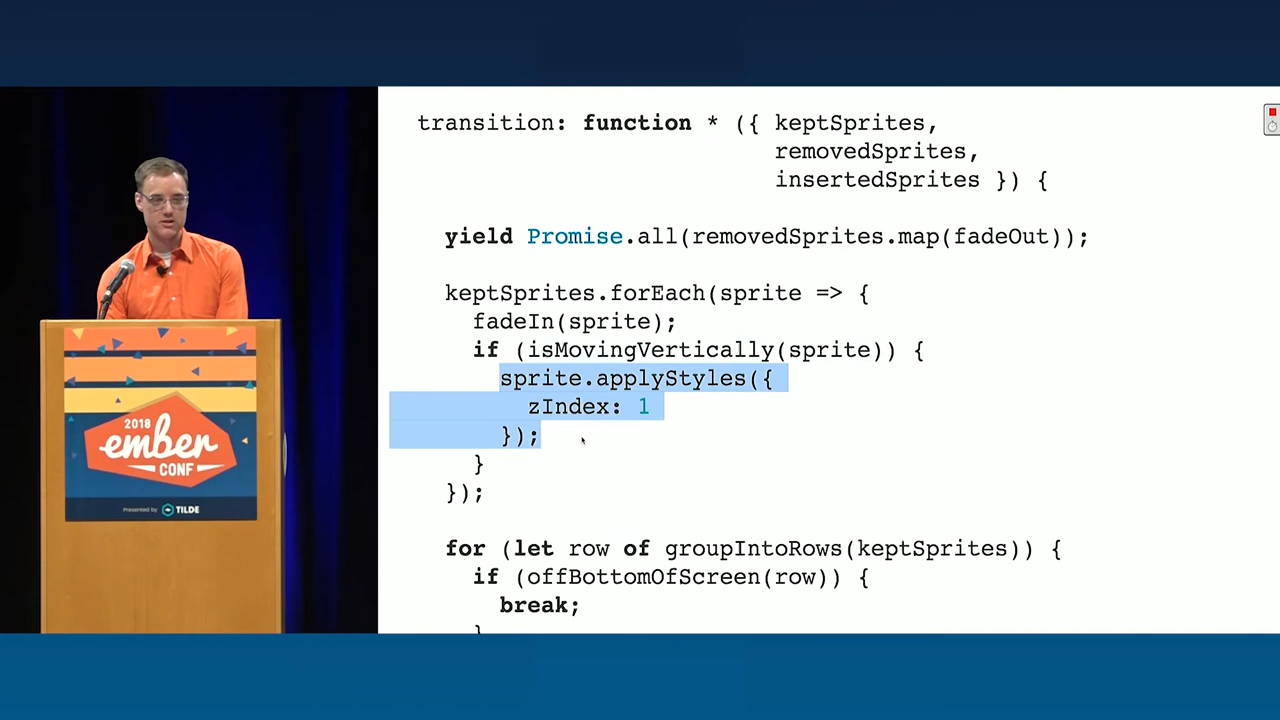 transition: function * ({ keptSprites,
removedSprites,
insertedSprites }) {
yield Promise.all(removedSprites.map(fadeOut));
keptSprites.forEach(sprite => {
fadeIn(sprite);
if (isMovingVertically(sprite)) {
sprite.applyStyles({
zIndex: 1
});
}
});
for (let row of groupIntoRows(keptSprites)) {
if (offBottomOfScreen(row)) {
break;
}
2018
ember
CONF
Presented by TILDE